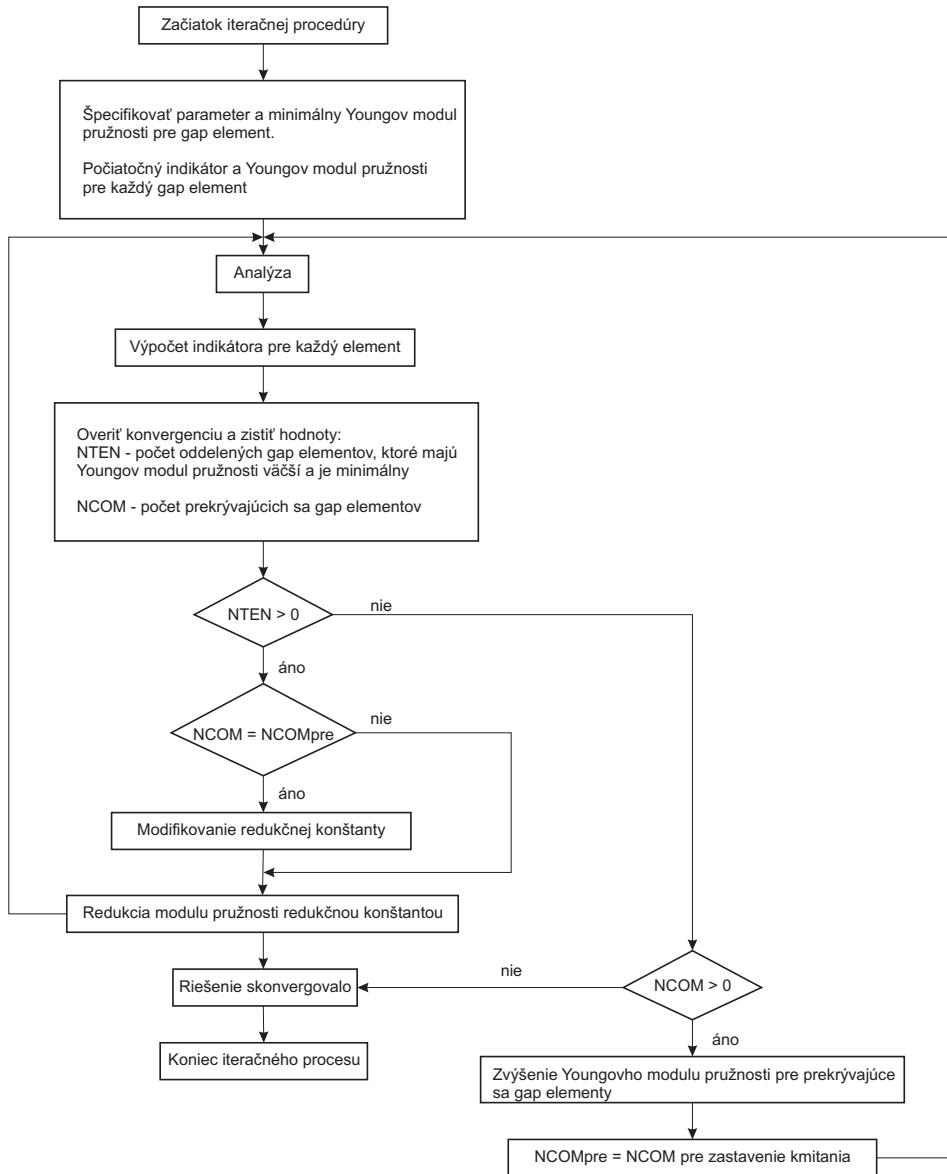 Začiatok iteračnej procedúry
Špecifikovať parameter a minimálny Youngov modul
pružnosti pre gap element.
Počiatočný indikátor a Youngov modul pružnosti
pre každý gap element
Analýza
Výpočet indikátora pre každý element
Overiť konvergenciu a zistiť hodnoty:
NTEN - počet oddelených gap elementov, ktoré majú
Youngov modul pružnosti väčší a je minimálny
NCOM - počet prekrývajúcich sa gap elementov
NTEN > 0
nie
áno
NCOM = NCOMpre
nie
áno
Modifikovanie redukčnej konštanty
Redukcia modulu pružnosti redukčnou konštantou
Riešenie skonvergovalo
nie
NCOM > 0
áno
Koniec iteračného procesu
Zvýšenie Youngovho modulu pružnosti pre prekrývajúce
sa gap elementy
NCOMpre = NCOM pre zastavenie kmitania